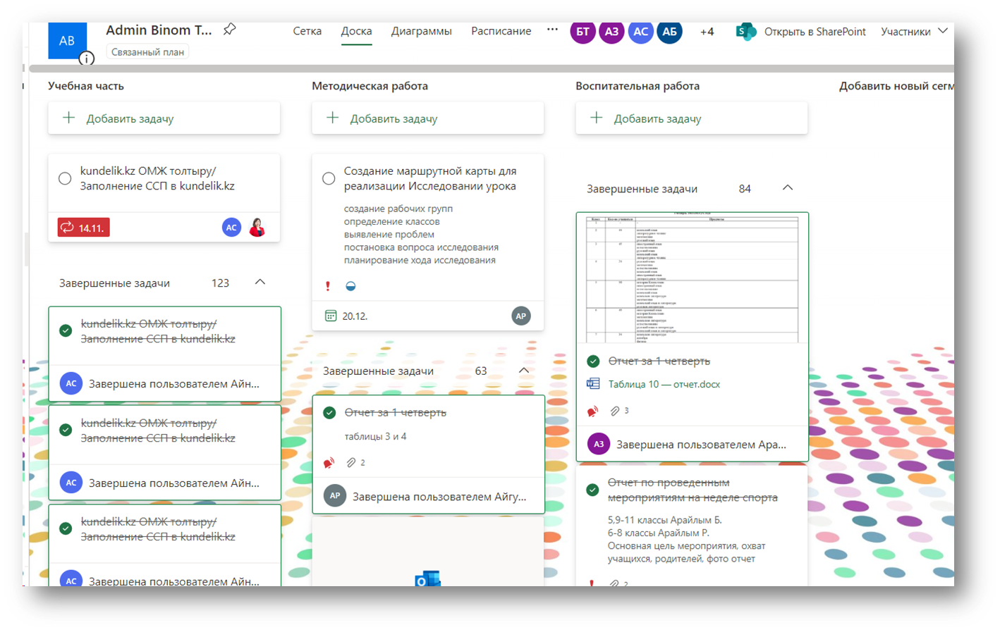 AB
Admin Binom T...
Связанный план
Сетка
Доска
Диаграммы
Расписание
...
БТ
АЗ
АС
АБ
+4
S
Открыть в SharePoint
Участники
Учебная часть
Добавить задачу
kundelik.kz ОМЖ толтыру/
Заполнение ССП в kundelik.kz
14.11.
АС
Завершенные задачи
123
kundelik.kz ОМЖ толтыру/
Заполнение ССП в kundelik.kz
АС
Завершена пользователем Айн...
kundelik.kz ОМЖ толтыру/
Заполнение ССП в kundelik.kz
АС
Завершена пользователем Айн...
kundelik.kz ОМЖ толтыру/
Заполнение ССП в kundelik.kz
АС
Завершена пользователем Айн...
Методическая работа
Добавить задачу
Создание маршрутной карты для
реализации Исследовании урока
создание рабочих групп
определение классов
выявление проблем
постановка вопроса исследования
планирование хода исследования
20.12.
АР
Завершенные задачи
63
Отчет за 1 четверть
таблицы 3 и 4
2
АР
Завершена пользователем Айгу...
Воспитательная работа
Добавить задачу
Завершенные задачи
84
Отчет за 1 четверть
Таблица 10 — отчет.docx
3
АЗ
Завершена пользователем Ара...
Отчет по проведенным
мероприятиям на неделе спорта
5,9-11 классы Арайлым Б.
6-8 классы Арайлым Р.
Основная цель мероприятия, охват
учащихся, родителей, фото отчет
2
Добавить новый сегм